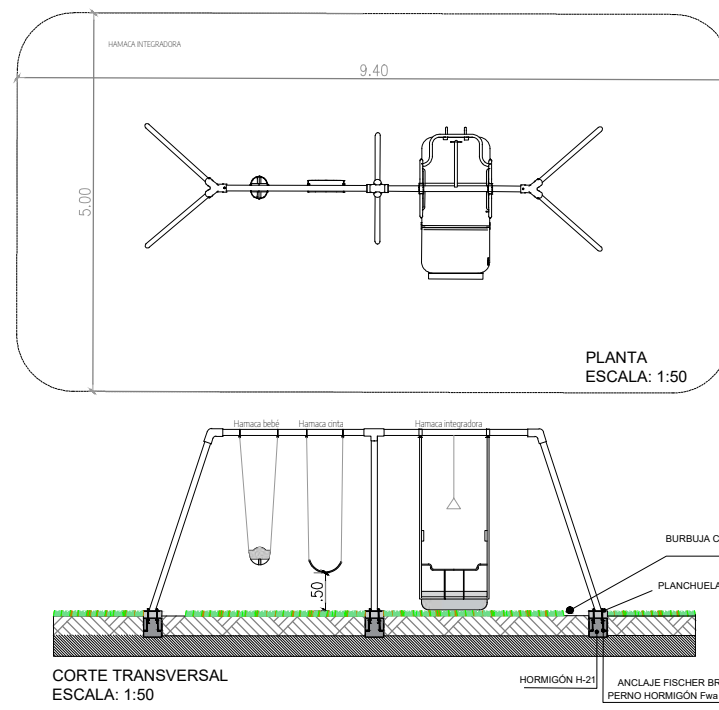 HAMACA INTEGRADORA
9.40
5.00
PLANTA
ESCALA: 1:50
Hamaca bebé
Hamaca cinta
Hamaca integradora
.50
BURBUJA C
PLANCHUELA
HORMIGÓN H-21
ANCLAJE FISCHER BR
PERNO HORMIGÓN Fwa
CORTE TRANSVERSAL
ESCALA: 1:50